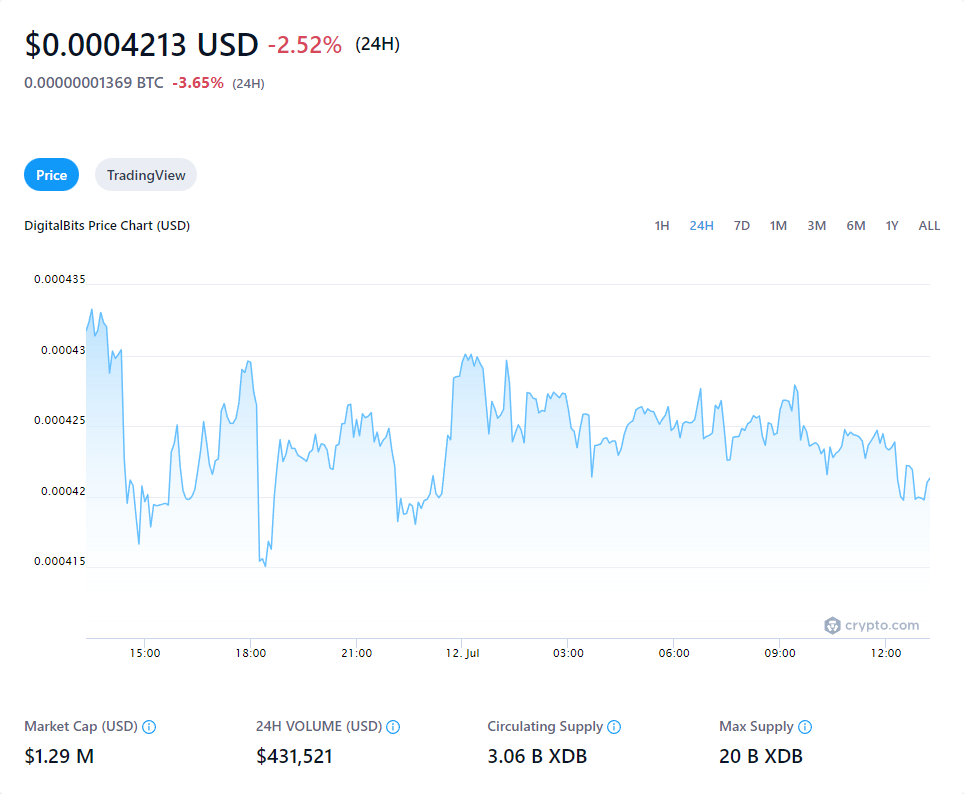 $0.0004213 USD -2.52% (24H)
0.00000001369 BTC -3.65% (24H)
Price TradingView
DigitalBits Price Chart (USD) 1H 24H 7D 1M 3M 6M 1Y ALL
0.000435
0.00043
0.000425
0.00042
0.000415
crypto.com
15:00 18:00 21:00 12. Jul 03:00 06:00 09:00 12:00
Market Cap (USD) 24H VOLUME (USD) Circulating Supply Max Supply
$1.29 M $431,521 3.06 B XDB 20 B XDB